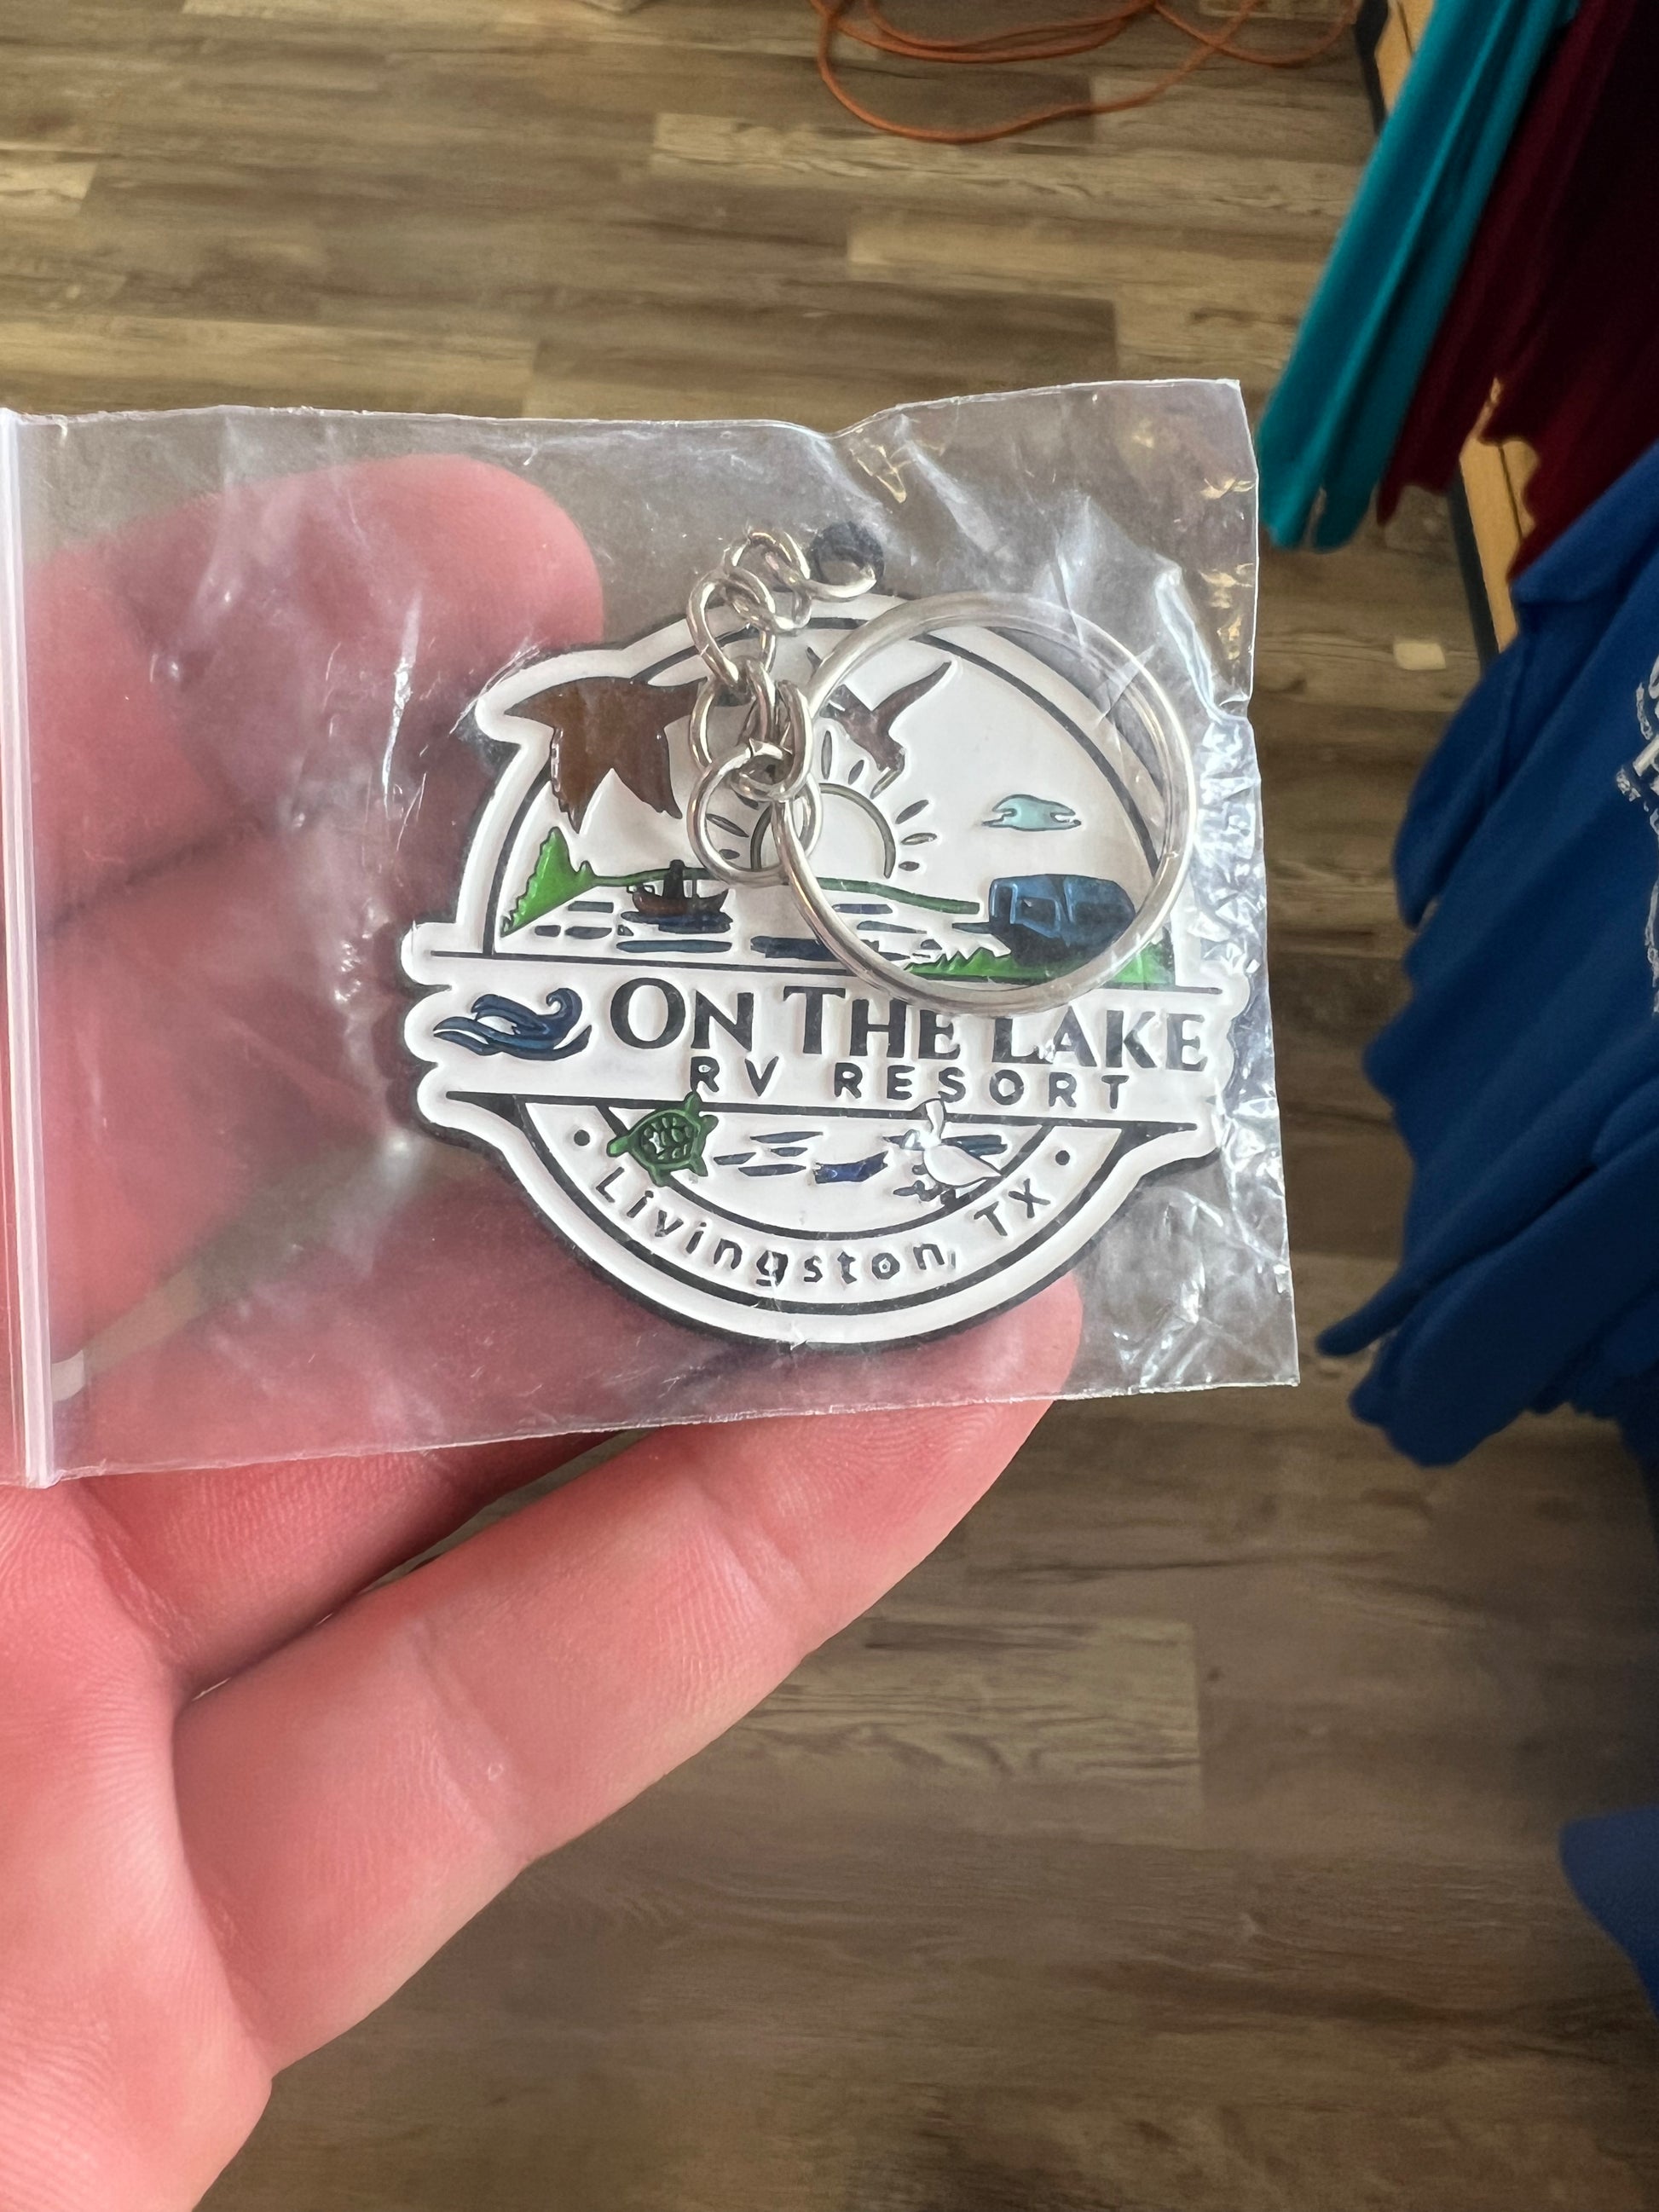 ON THE LAKE
RV RESORT
Livingston, TX